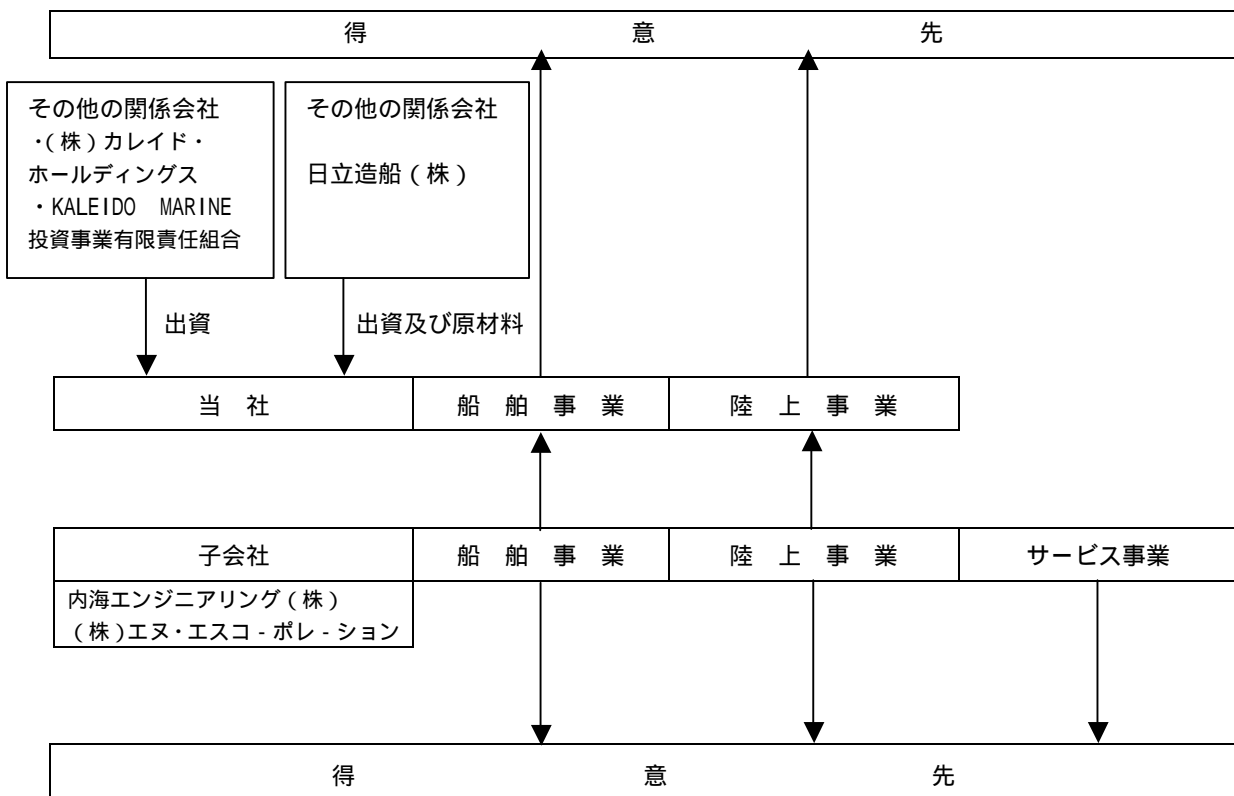 得 意 先
その他の関係会社
・(株)カレイド・
ホールディングス
・KALEIDO MARINE
投資事業有限責任組合
その他の関係会社
日立造船(株)
出資
出資及び原材料
当 社
船 舶 事 業
陸 上 事 業
子会社
船 舶 事 業
陸 上 事 業
サービス事業
内海エンジニアリング(株)
(株)エヌ・エスコ-ポレ-ション
得 意 先